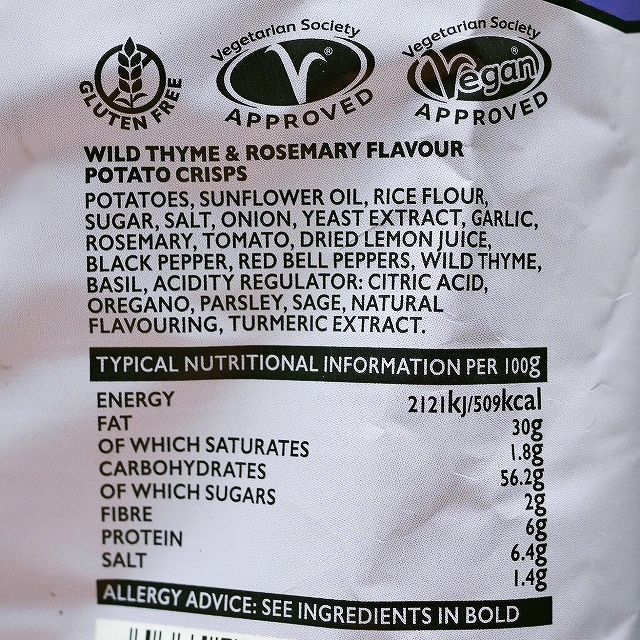 GLUTEN FREE
Vegetarian Society
V®
APPROVED
Vegetarian Society
Vegan®
APPROVED
WILD THYME & ROSEMARY FLAVOUR
POTATO CRISPS
POTATOES, SUNFLOWER OIL, RICE FLOUR,
SUGAR, SALT, ONION, YEAST EXTRACT, GARLIC,
ROSEMARY, TOMATO, DRIED LEMON JUICE,
BLACK PEPPER, RED BELL PEPPERS, WILD THYME,
BASIL, ACIDITY REGULATOR: CITRIC ACID,
OREGANO, PARSLEY, SAGE, NATURAL
FLAVOURING, TURMERIC EXTRACT.
TYPICAL NUTRITIONAL INFORMATION PER 100g
ENERGY 2121kJ/509kcal
FAT 30g
OF WHICH SATURATES 1.8g
CARBOHYDRATES 56.2g
OF WHICH SUGARS 2g
FIBRE 6g
PROTEIN 6.4g
SALT 1.4g
ALLERGY ADVICE: SEE INGREDIENTS IN BOLD